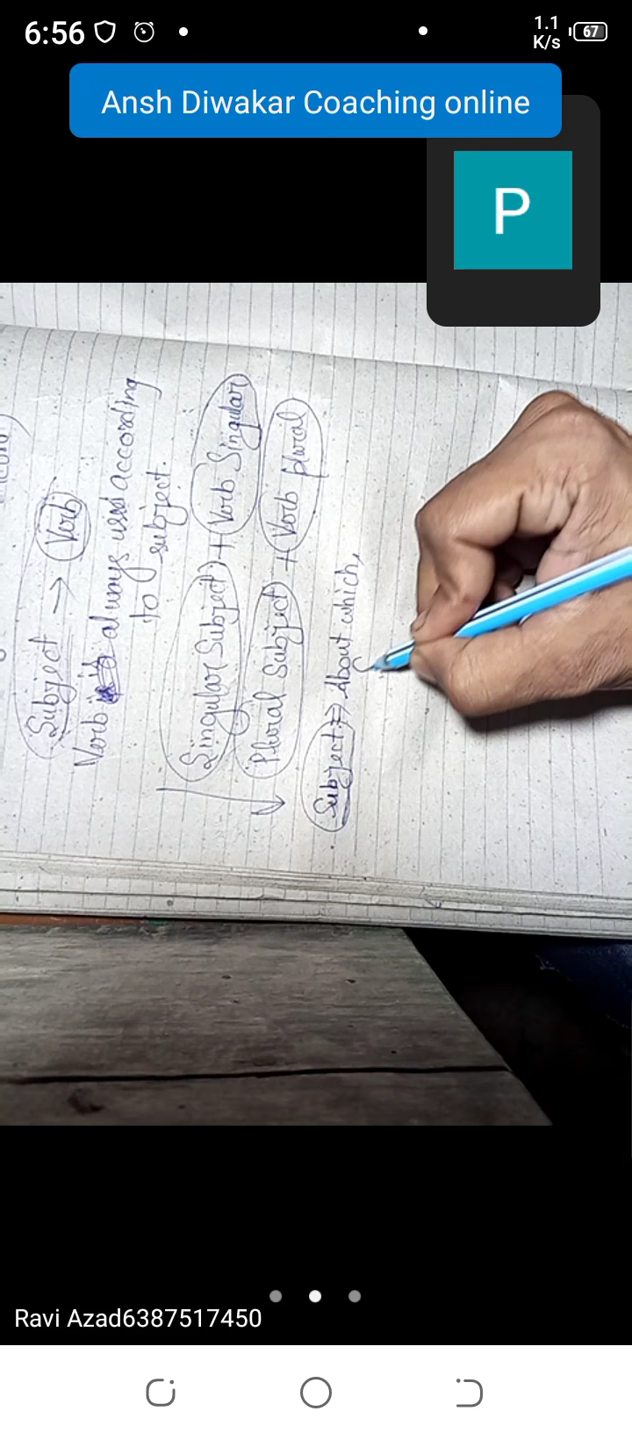 6:56
1.1
K/s
67
Ansh Diwakar Coaching online
P
Subject → Verb
Verb always used according
to subject.
Singular Subject + Verb Singular
Plural Subject + Verb plural
Subject ⇒ About which,
Ravi Azad6387517450